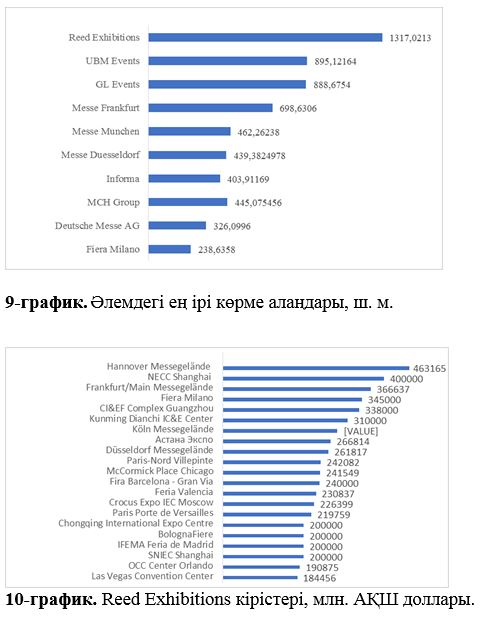 Reed Exhibitions 1317,0213
UBM Events 895,12164
GL Events 888,6754
Messe Frankfurt 698,6306
Messe Munchen 462,26238
Messe Duesseldorf 439,3824978
Informa 403,91169
MCH Group 445,075456
Deutsche Messe AG 326,0996
Fiera Milano 238,6358
9-график. Әлемдегі ең ірі көрме алаңдары, ш. м.
Hannover Messegelände 463165
NECC Shanghai 400000
Frankfurt/Main Messegelände 366637
Fiera Milano 345000
CI&EF Complex Guangzhou 338000
Kunming Dianchi IC&E Center 310000
Köln Messegelände [VALUE]
Астана Экспо 266814
Düsseldorf Messegelände 261817
Paris-Nord Villepinte 242082
McCormick Place Chicago 241549
Fira Barcelona - Gran Via 240000
Feria Valencia 230837
Crocus Expo IEC Moscow 226399
Paris Porte de Versailles 219759
Chongqing International Expo Centre 200000
BolognaFiere 200000
IFEMA Feria de Madrid 200000
SNIEC Shanghai 200000
OCC Center Orlando 190875
Las Vegas Convention Center 184456
10-график. Reed Exhibitions кірістері, млн. АҚШ доллары.